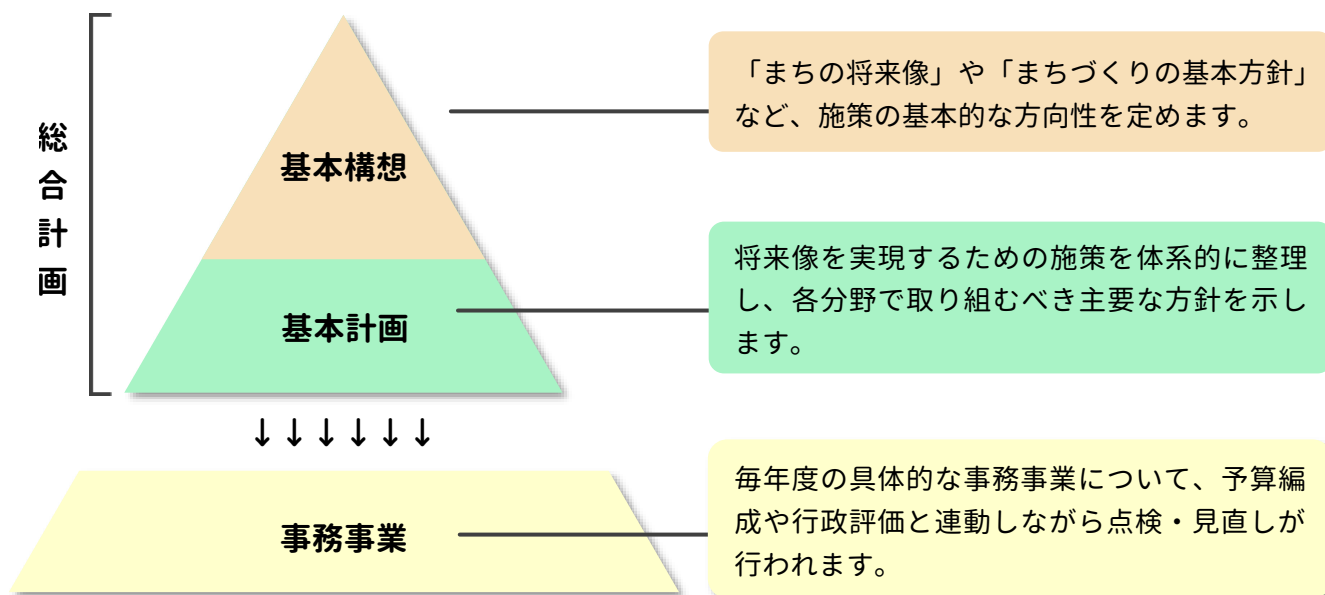 総合計画
基本構想
「まちの将来像」や「まちづくりの基本方針」
など、施策の基本的な方向性を定めます。
基本計画
将来像を実現するための施策を体系的に整理
し、各分野で取り組むべき主要な方針を示し
ます。
↓↓↓↓↓↓
事務事業
毎年度の具体的な事務事業について、予算編
成や行政評価と連動しながら点検・見直しが
行われます。